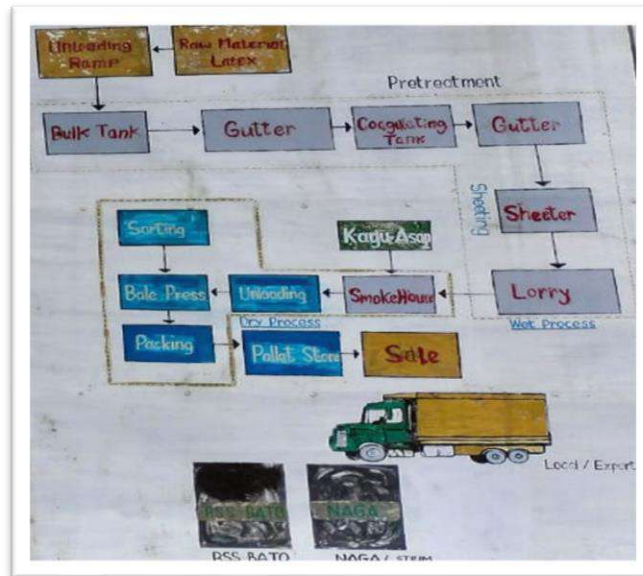 Unloading
Ramp
Raw Material
Latex
Pretreatment
Bulk Tank
Gutter
Coagulating
Tank
Gutter
Sheeting
Sheeter
Sorting
Kayu Asap
Bale Press
Unloading
SmokeHouse
Lorry
Dry Process
Wet Process
Packing
Pallet Store
Sale
Local / Export
RSS BATO
NAGA
RSS BATO
NAGA /